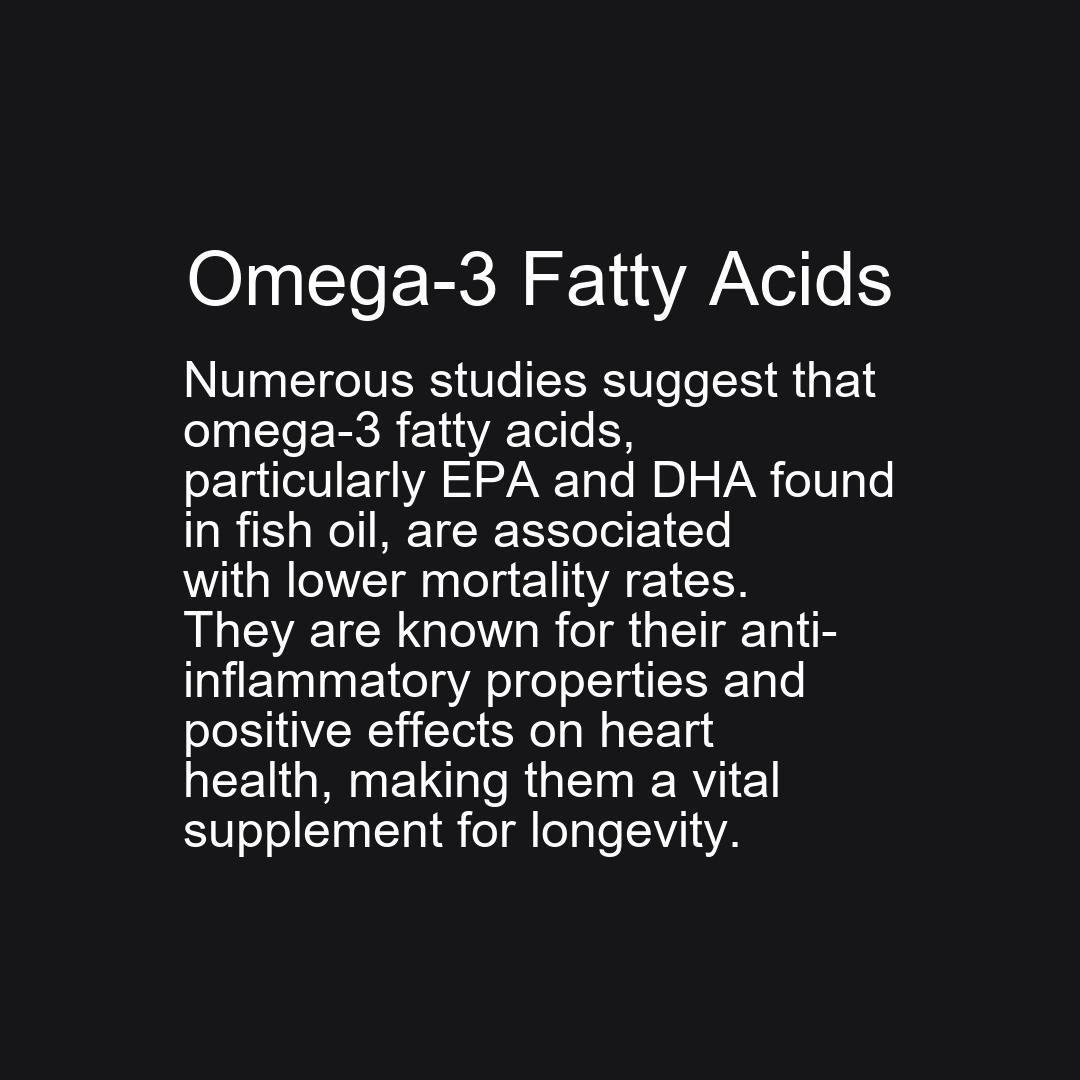 Omega-3 Fatty Acids
Numerous studies suggest that
omega-3 fatty acids,
particularly EPA and DHA found
in fish oil, are associated
with lower mortality rates.
They are known for their anti-
inflammatory properties and
positive effects on heart
health, making them a vital
supplement for longevity.